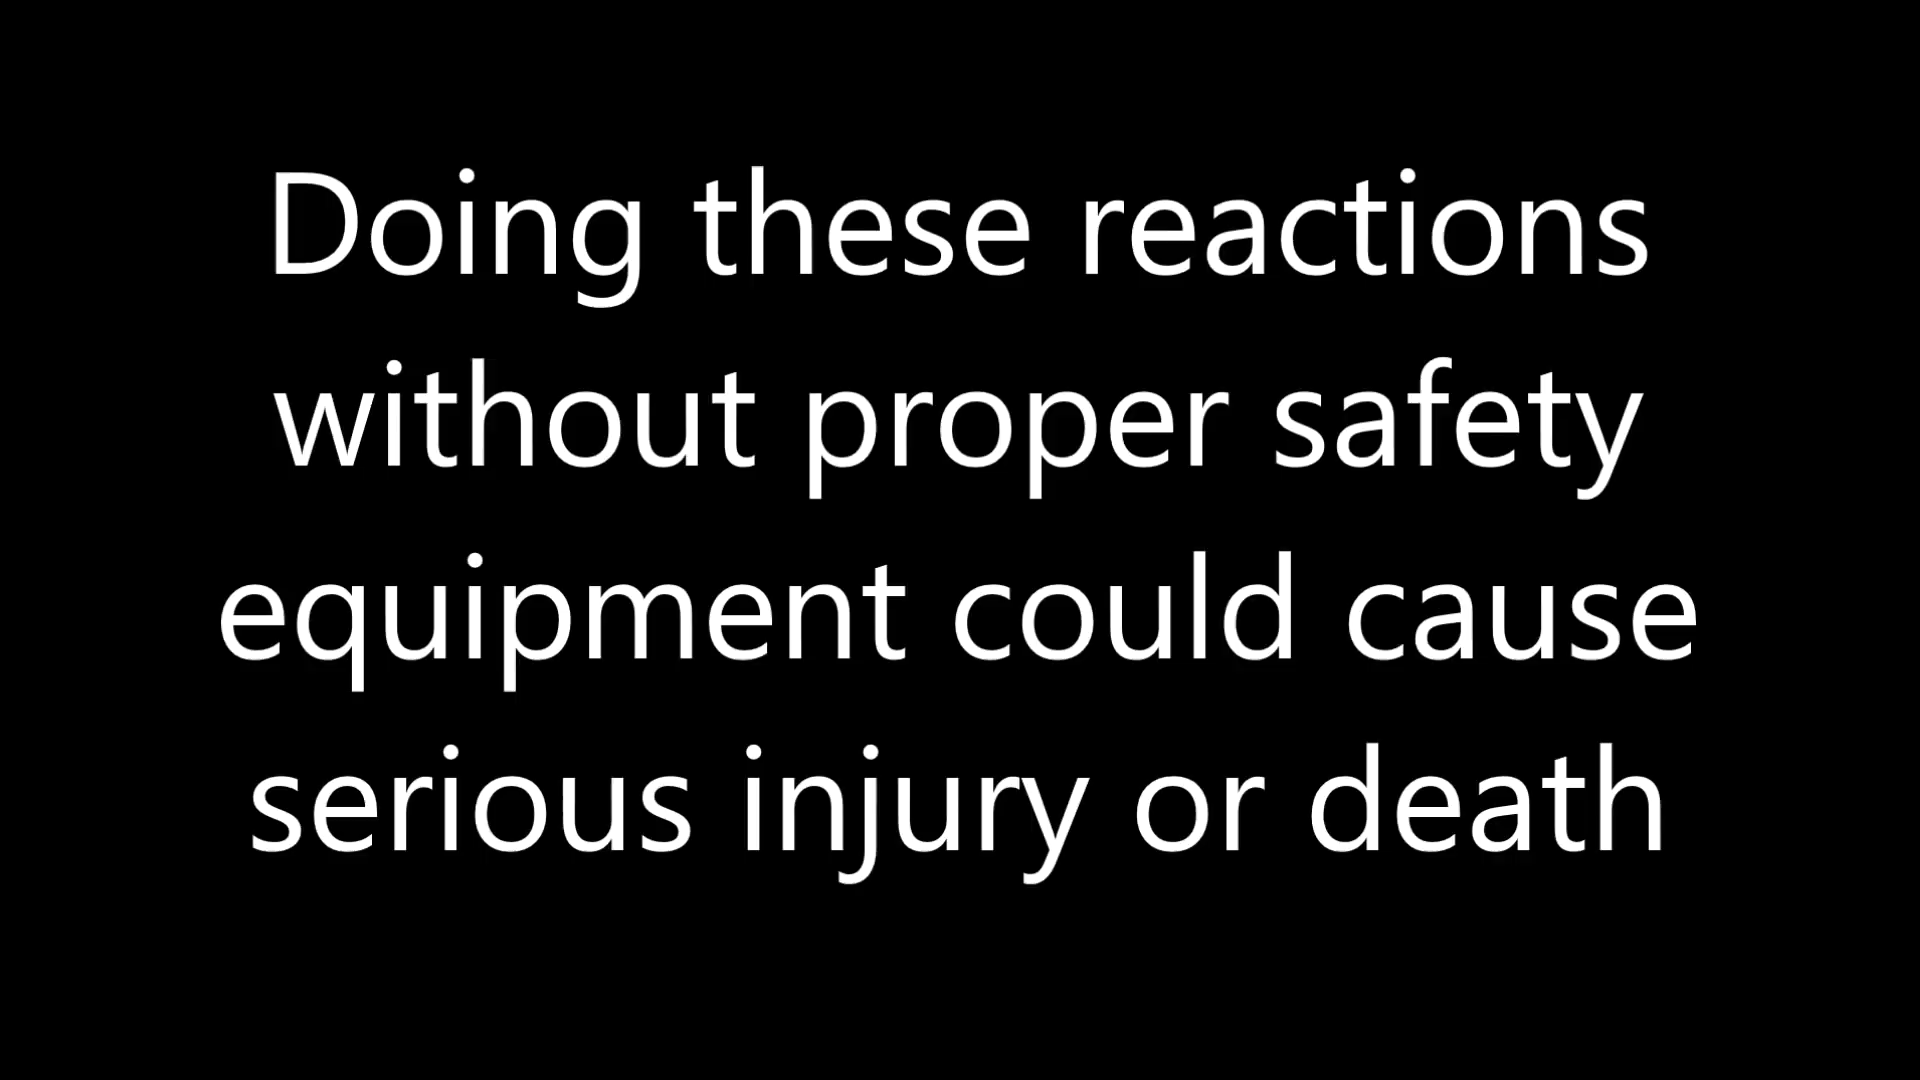 Doing these reactions
without proper safety
equipment could cause
serious injury or death